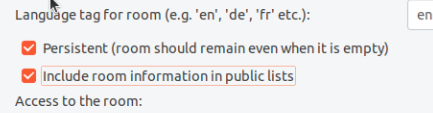 Language tag for room (e.g. 'en', 'de', 'fr' etc.): en
Persistent (room should remain even when it is empty)
Include room information in public lists
Access to the room: